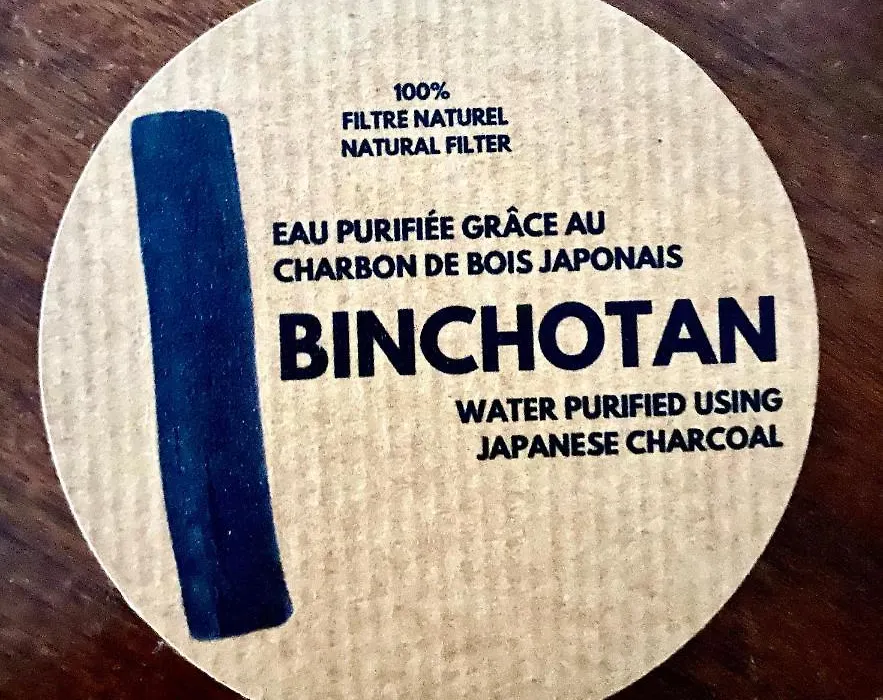 100%
FILTRE NATUREL
NATURAL FILTER
EAU PURIFIÉE GRÂCE AU
CHARBON DE BOIS JAPONAIS
BINCHOTAN
WATER PURIFIED USING
JAPANESE CHARCOAL